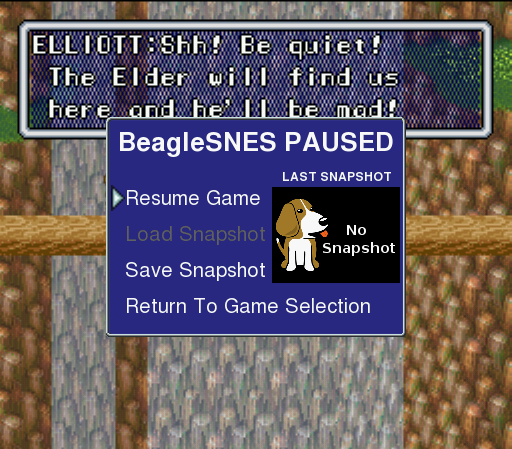 ELLIOTT:Shh! Be quiet!
The Elder will find us
here and he'll be mad!
BeagleSNES PAUSED
LAST SNAPSHOT
Resume Game
Load Snapshot
No
Snapshot
Save Snapshot
Return To Game Selection